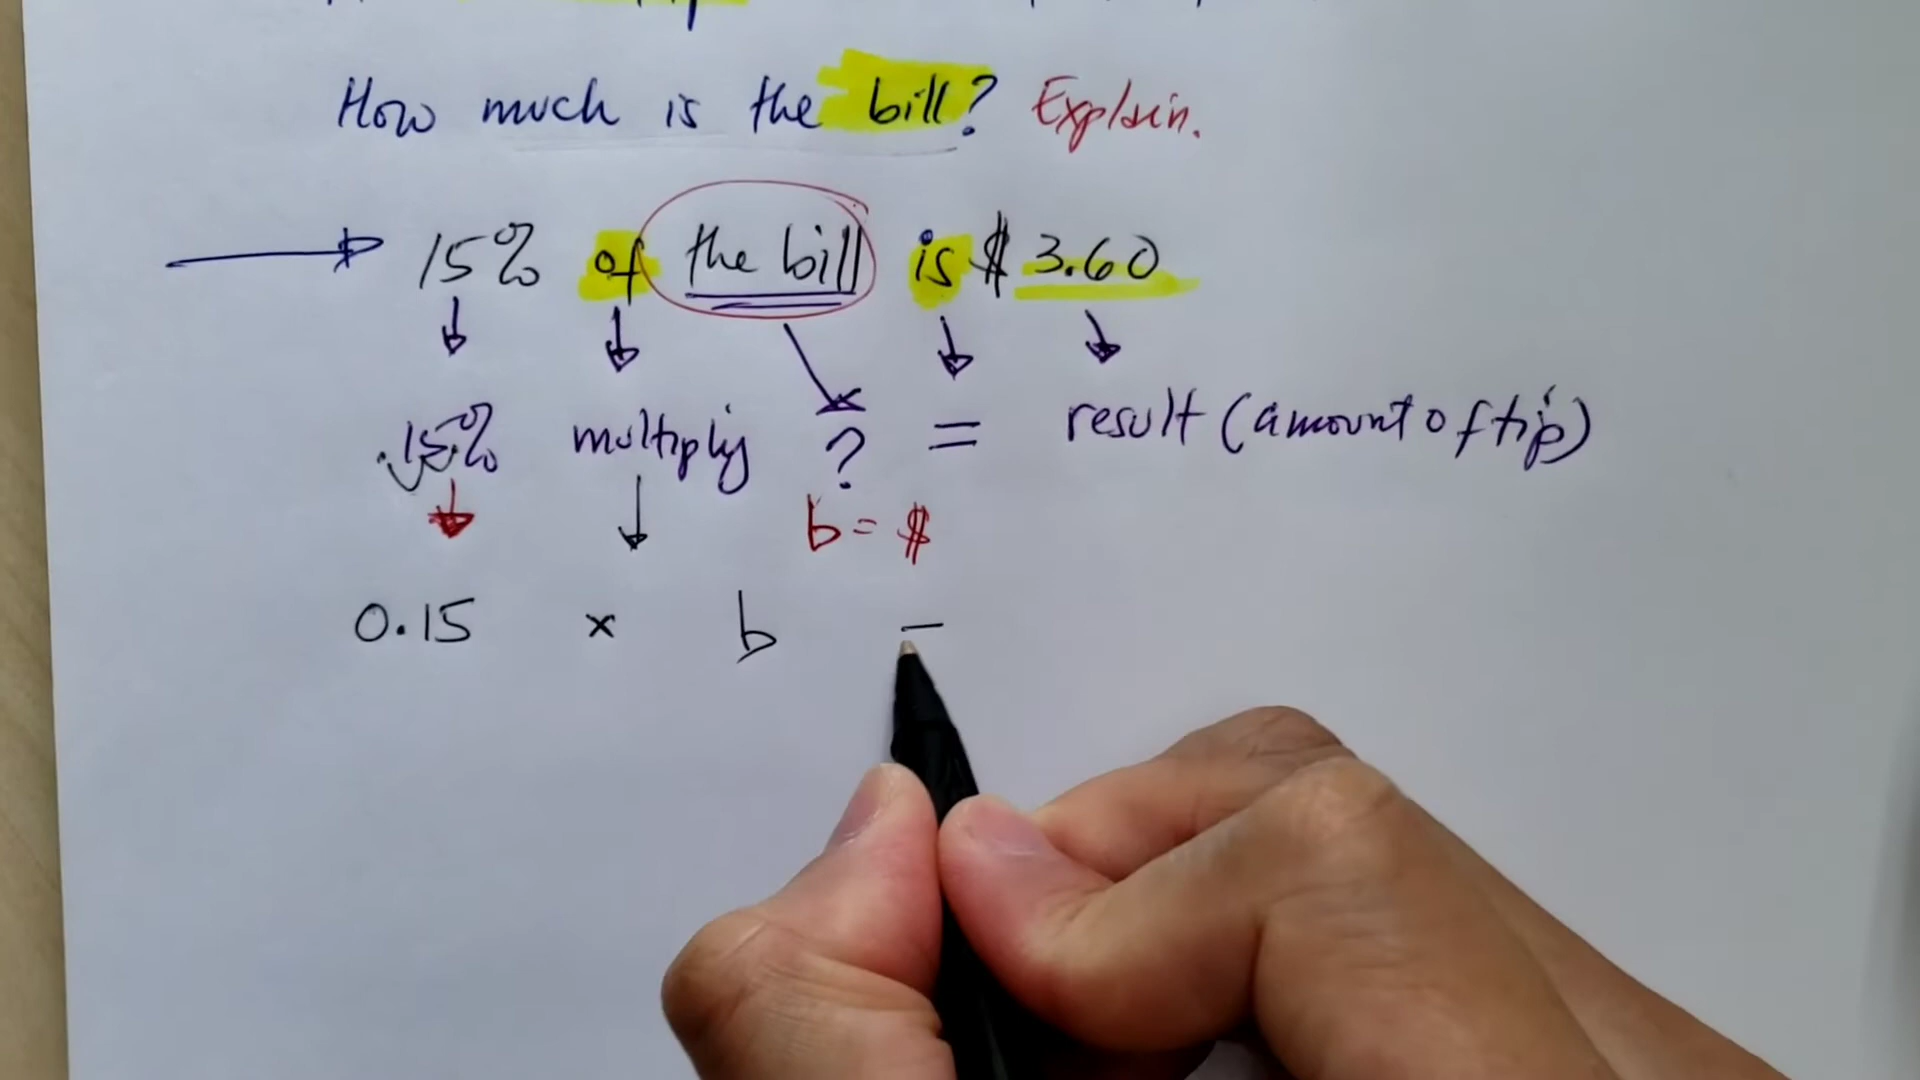 How much is the bill? Explain.
15% of the bill is $ 3.60
.15.% multiply ? = result (amount of tip)
b = $
0.15 × b –